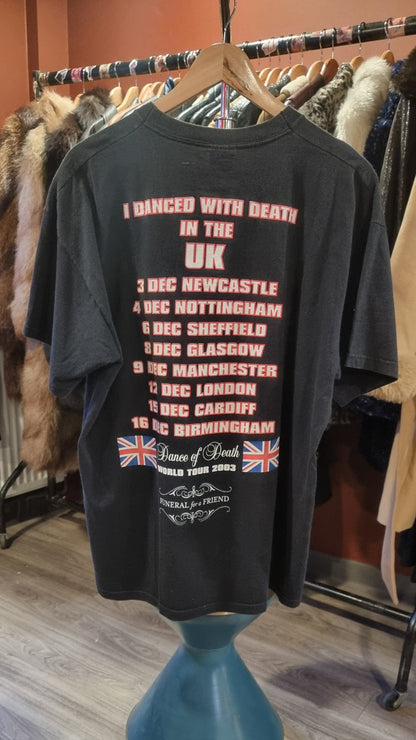 I DANCED WITH DEATH
IN THE
UK
3 DEC NEWCASTLE
4 DEC NOTTINGHAM
6 DEC SHEFFIELD
8 DEC GLASGOW
9 DEC MANCHESTER
12 DEC LONDON
15 DEC CARDIFF
16 DEC BIRMINGHAM
Dance of Death
WORLD TOUR 2003
FUNERAL for a FRIEND